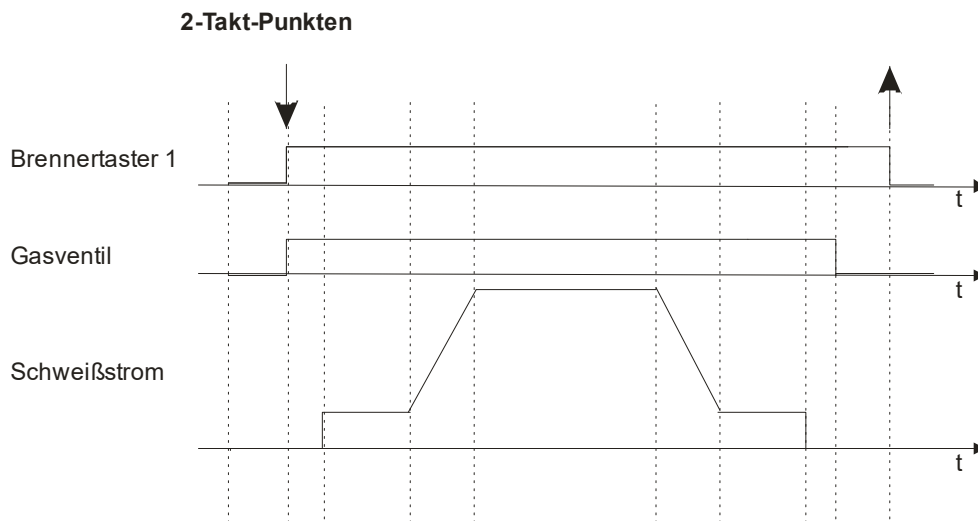 2-Takt-Punkten
Brennertaster 1
t
Gasventil
t
Schweißstrom
t